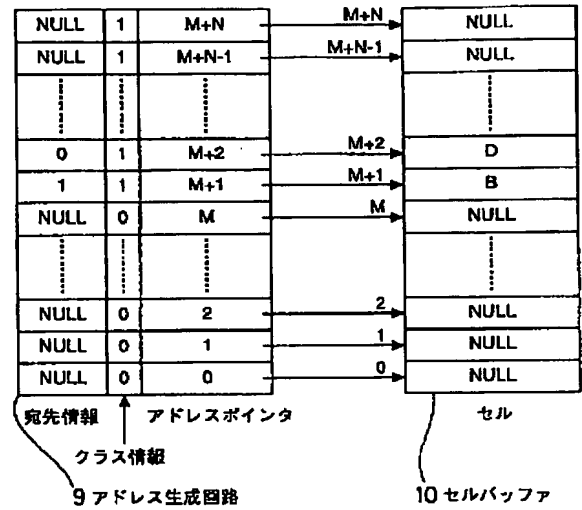 NULL 1 M+N M+N NULL
NULL 1 M+N-1 M+N-1 NULL
0 1 M+2 M+2 D
1 1 M+1 M+1 B
NULL 0 M M NULL
NULL 0 2 2 NULL
NULL 0 1 1 NULL
NULL 0 0 0 NULL
宛先情報 アドレスポインタ セル
クラス情報
9 アドレス生成回路 10 セルバッファ